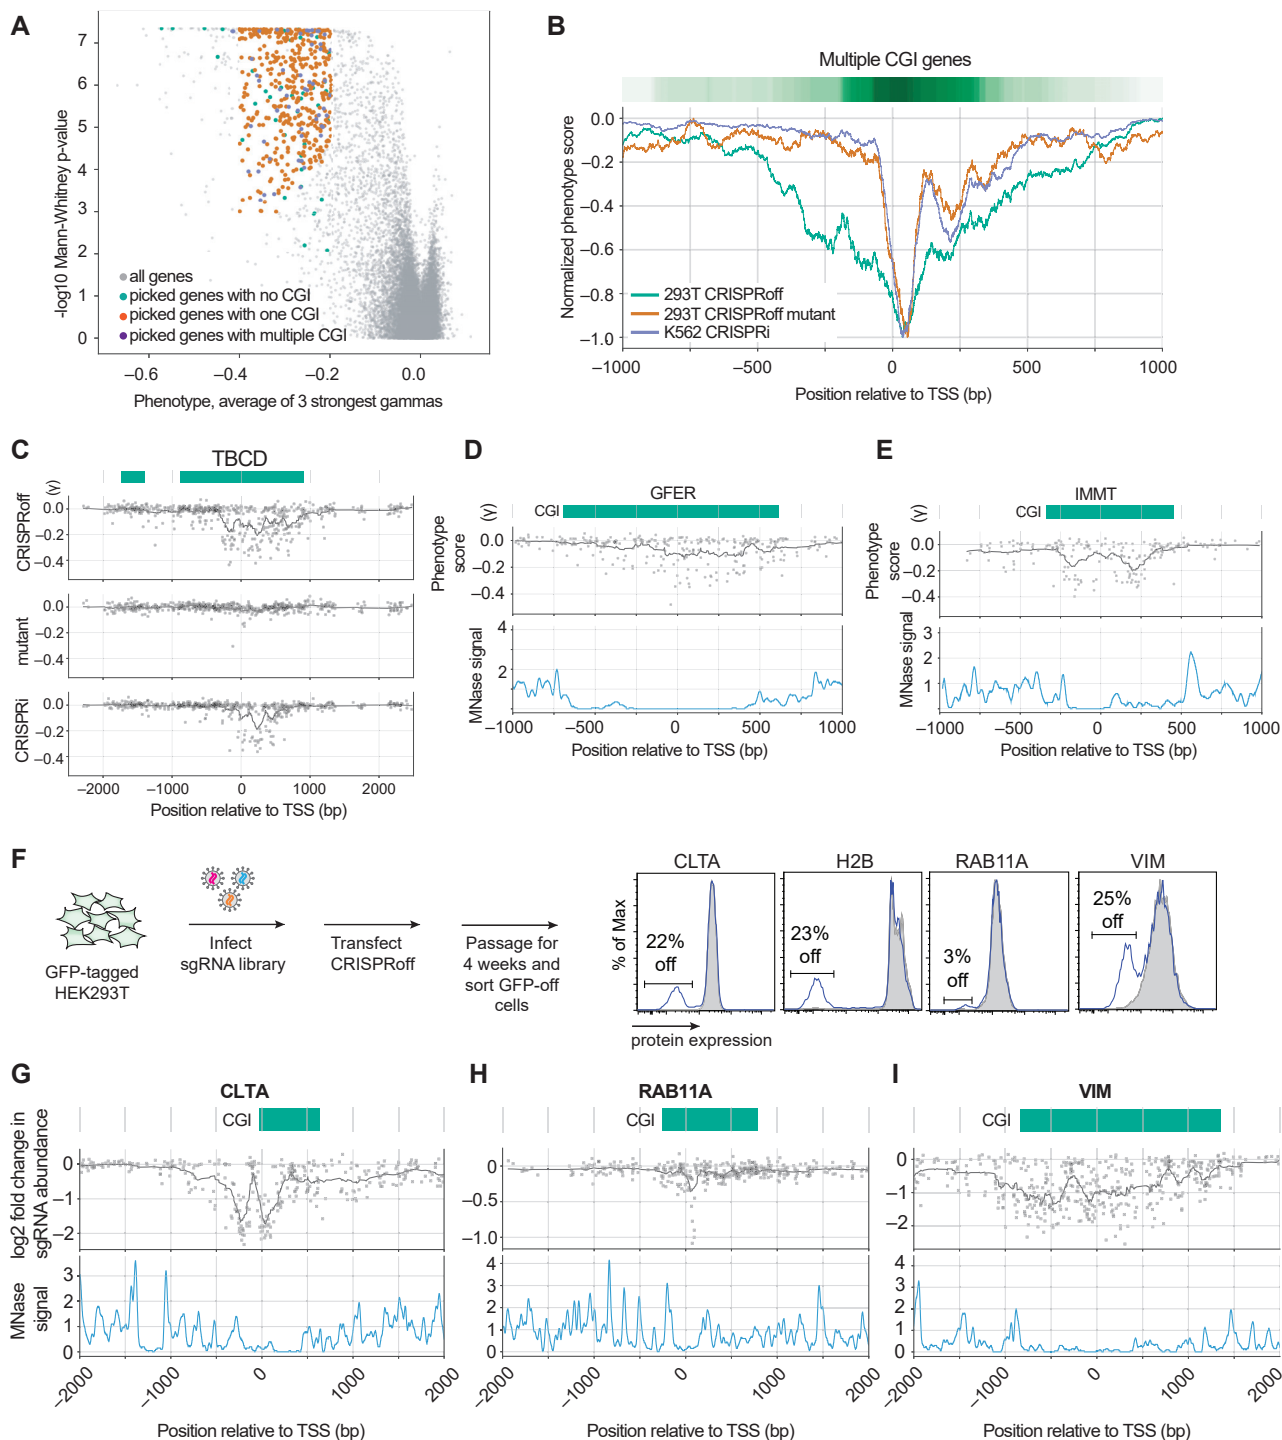 A
7
6
5
4
3
2
1
0
-log10 Mann-Whitney p-value
all genes
picked genes with no CGI
picked genes with one CGI
picked genes with multiple CGI
–0.6
–0.4
–0.2
0.0
Phenotype, average of 3 strongest gammas
B
Multiple CGI genes
0.0
–0.2
–0.4
–0.6
–0.8
–1.0
Normalized phenotype score
293T CRISPRoff
293T CRISPRoff mutant
K562 CRISPRi
–1000
–500
0
500
1000
Position relative to TSS (bp)
C
TBCD
(γ)
CRISPRoff
0.0
–0.2
–0.4
mutant
0.0
–0.2
–0.4
CRISPRi
0.0
–0.2
–0.4
–2000
–1000
0
1000
2000
Position relative to TSS (bp)
D
GFER
(γ)
CGI
Phenotype
score
0.0
–0.2
–0.4
MNase signal
4
2
–1000
–500
0
500
1000
Position relative to TSS (bp)
E
IMMT
(γ)
CGI
Phenotype
score
0.0
–0.2
–0.4
MNase signal
3
2
1
0
–1000
–500
0
500
1000
Position relative to TSS (bp)
F
GFP-tagged
HEK293T
Infect
sgRNA library
Transfect
CRISPRoff
Passage for
4 weeks and
sort GFP-off
cells
% of Max
CLTA
22%
off
H2B
23%
off
RAB11A
3%
off
VIM
25%
off
protein expression
G
CLTA
CGI
log2 fold change in
sgRNA abundance
0
–1
–2
MNase
signal
3
2
1
0
–2000
–1000
0
1000
2000
Position relative to TSS (bp)
H
RAB11A
CGI
0
–0.5
–1.0
4
3
2
1
0
–2000
–1000
0
1000
2000
Position relative to TSS (bp)
I
VIM
CGI
0
–1
–2
4
3
2
1
0
–2000
–1000
0
1000
2000
Position relative to TSS (bp)